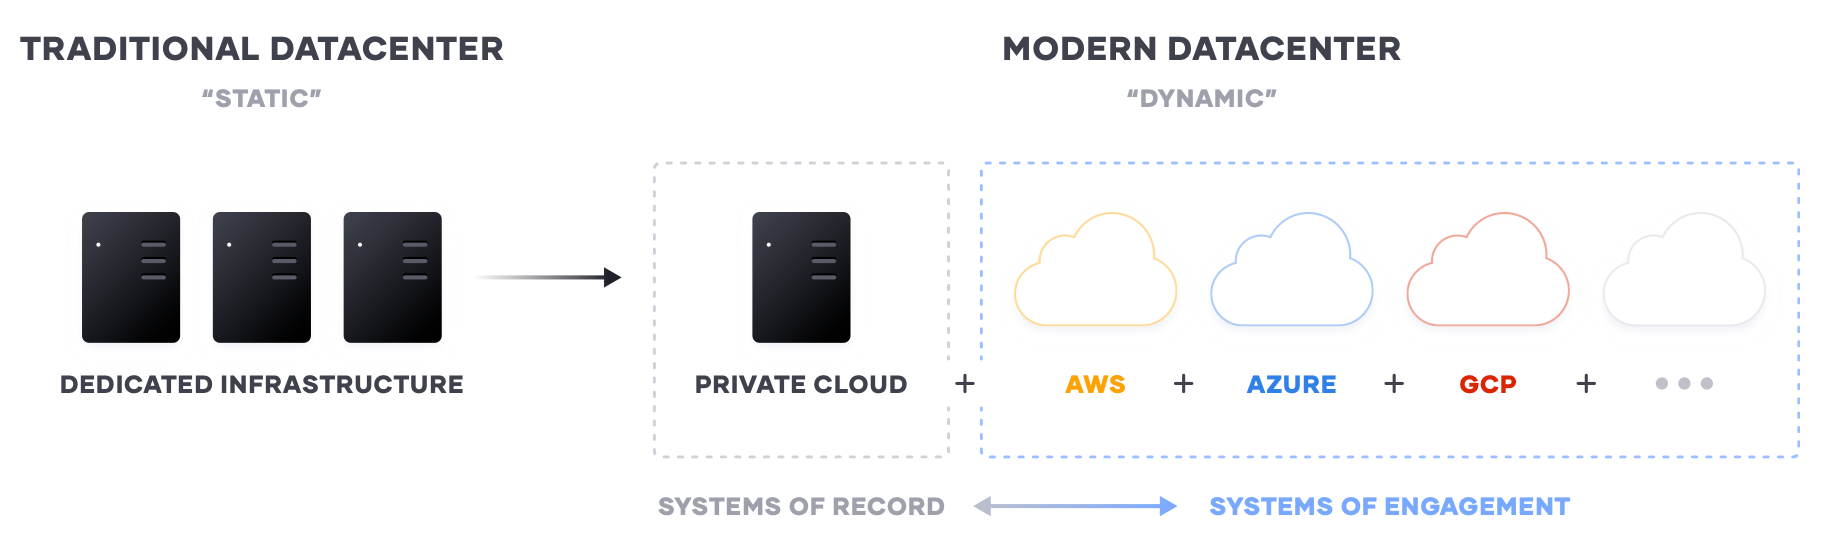 TRADITIONAL DATACENTER
“STATIC”
MODERN DATACENTER
“DYNAMIC”
DEDICATED INFRASTRUCTURE
PRIVATE CLOUD + AWS + AZURE + GCP + •••
SYSTEMS OF RECORD
SYSTEMS OF ENGAGEMENT